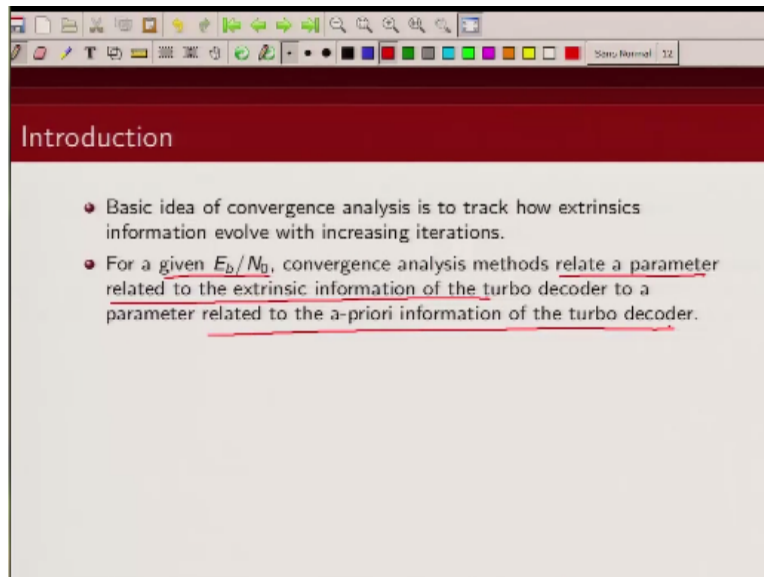 T
Sans Normal 12
Introduction
Basic idea of convergence analysis is to track how extrinsics
information evolve with increasing iterations.
For a given E_b/N_0, convergence analysis methods relate a parameter
related to the extrinsic information of the turbo decoder to a
parameter related to the a-priori information of the turbo decoder.